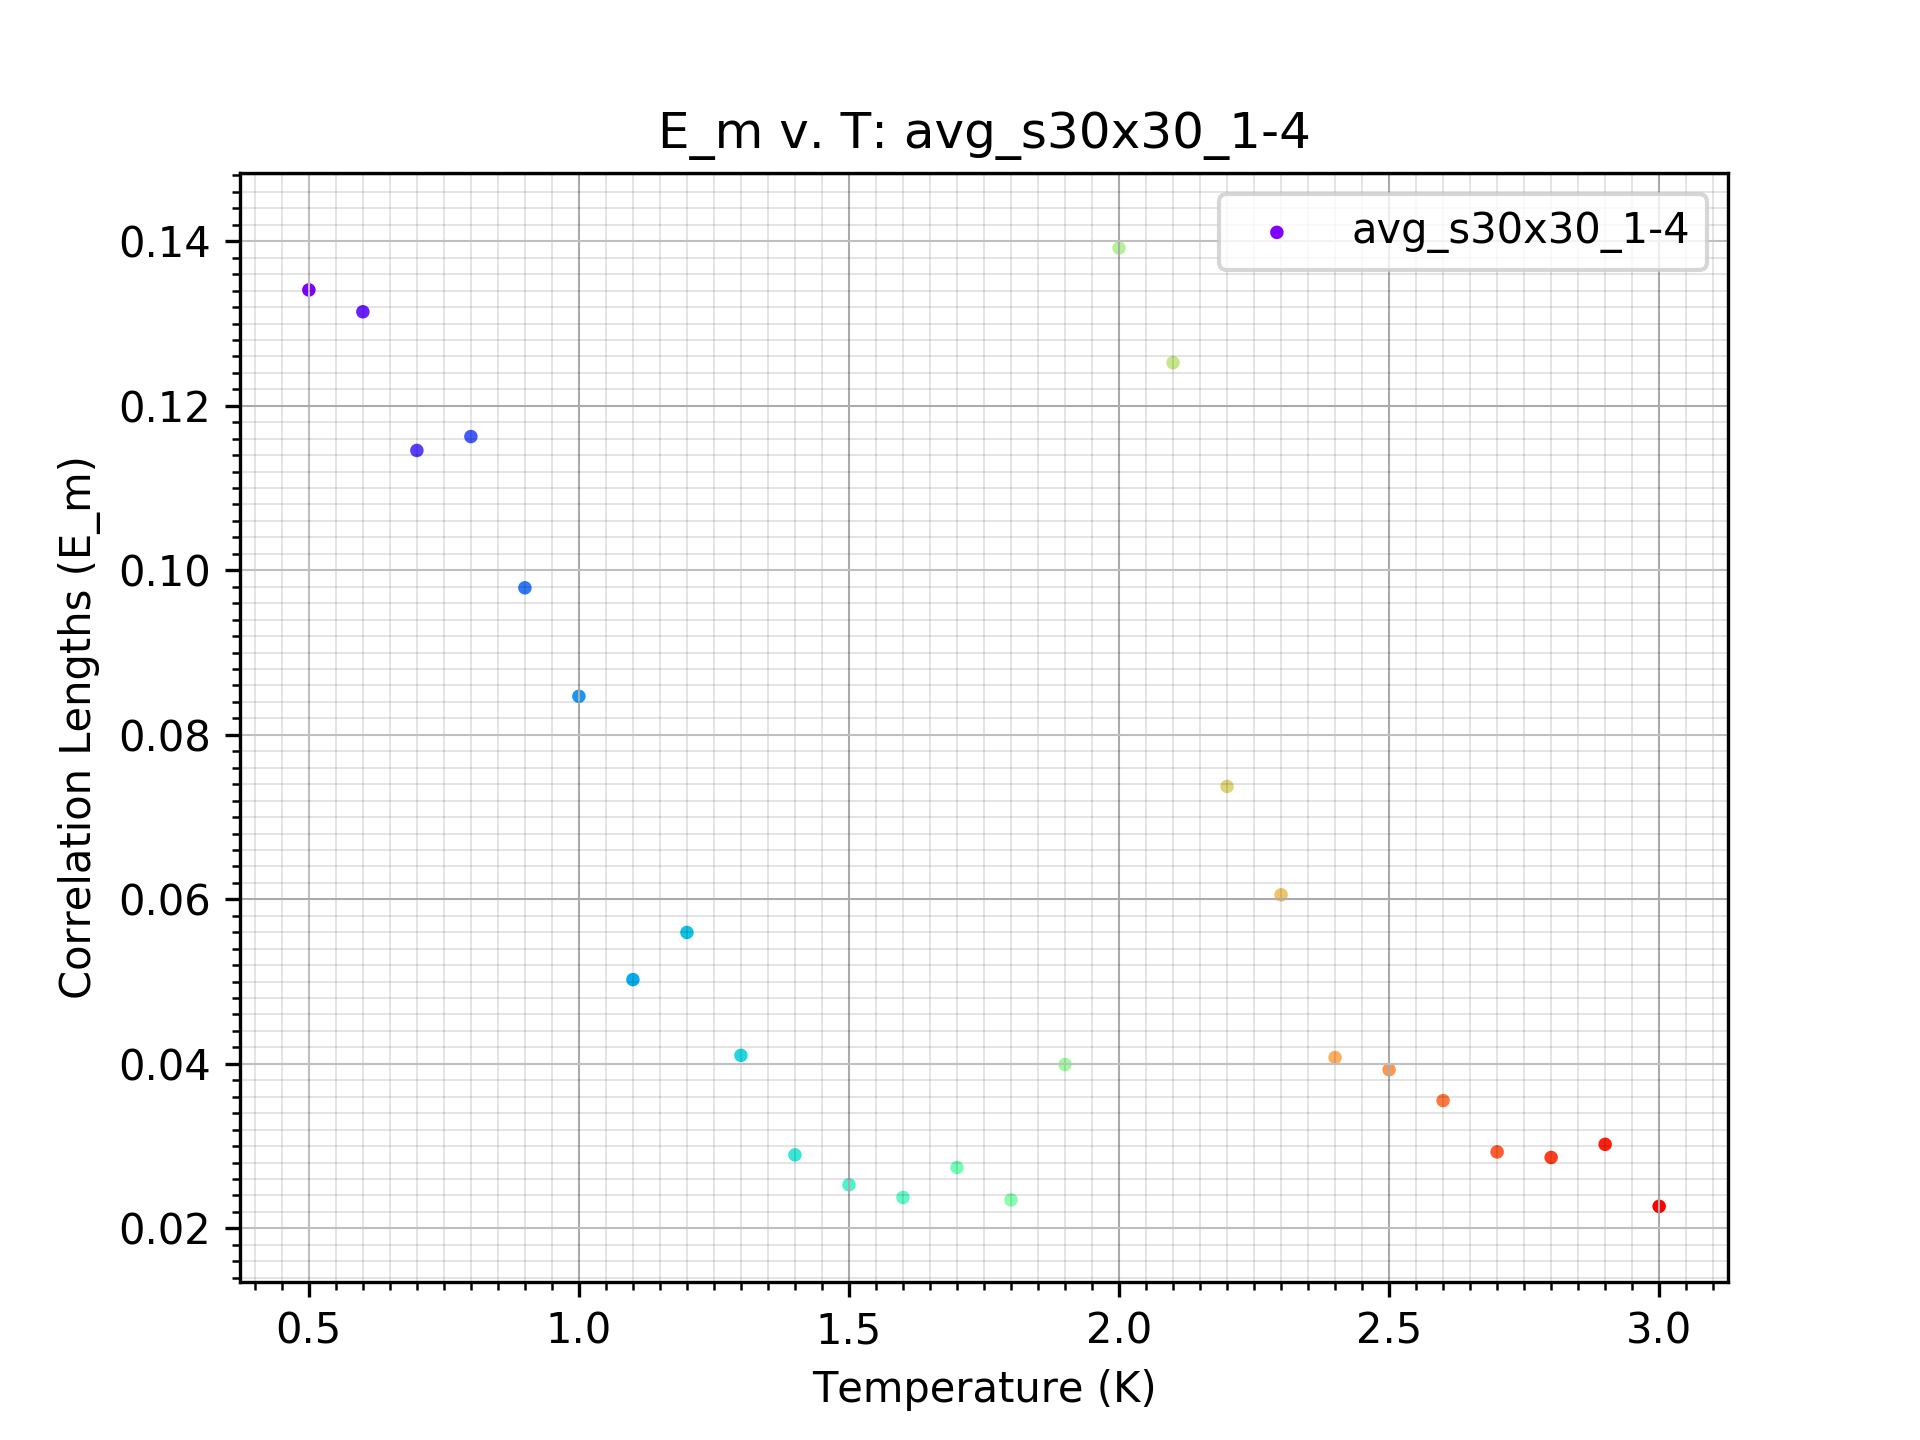 E_m v. T: avg_s30x30_1-4
avg_s30x30_1-4
0.14
0.12
0.10
0.08
0.06
0.04
0.02
Correlation Lengths (E_m)
0.5 1.0 1.5 2.0 2.5 3.0
Temperature (K)